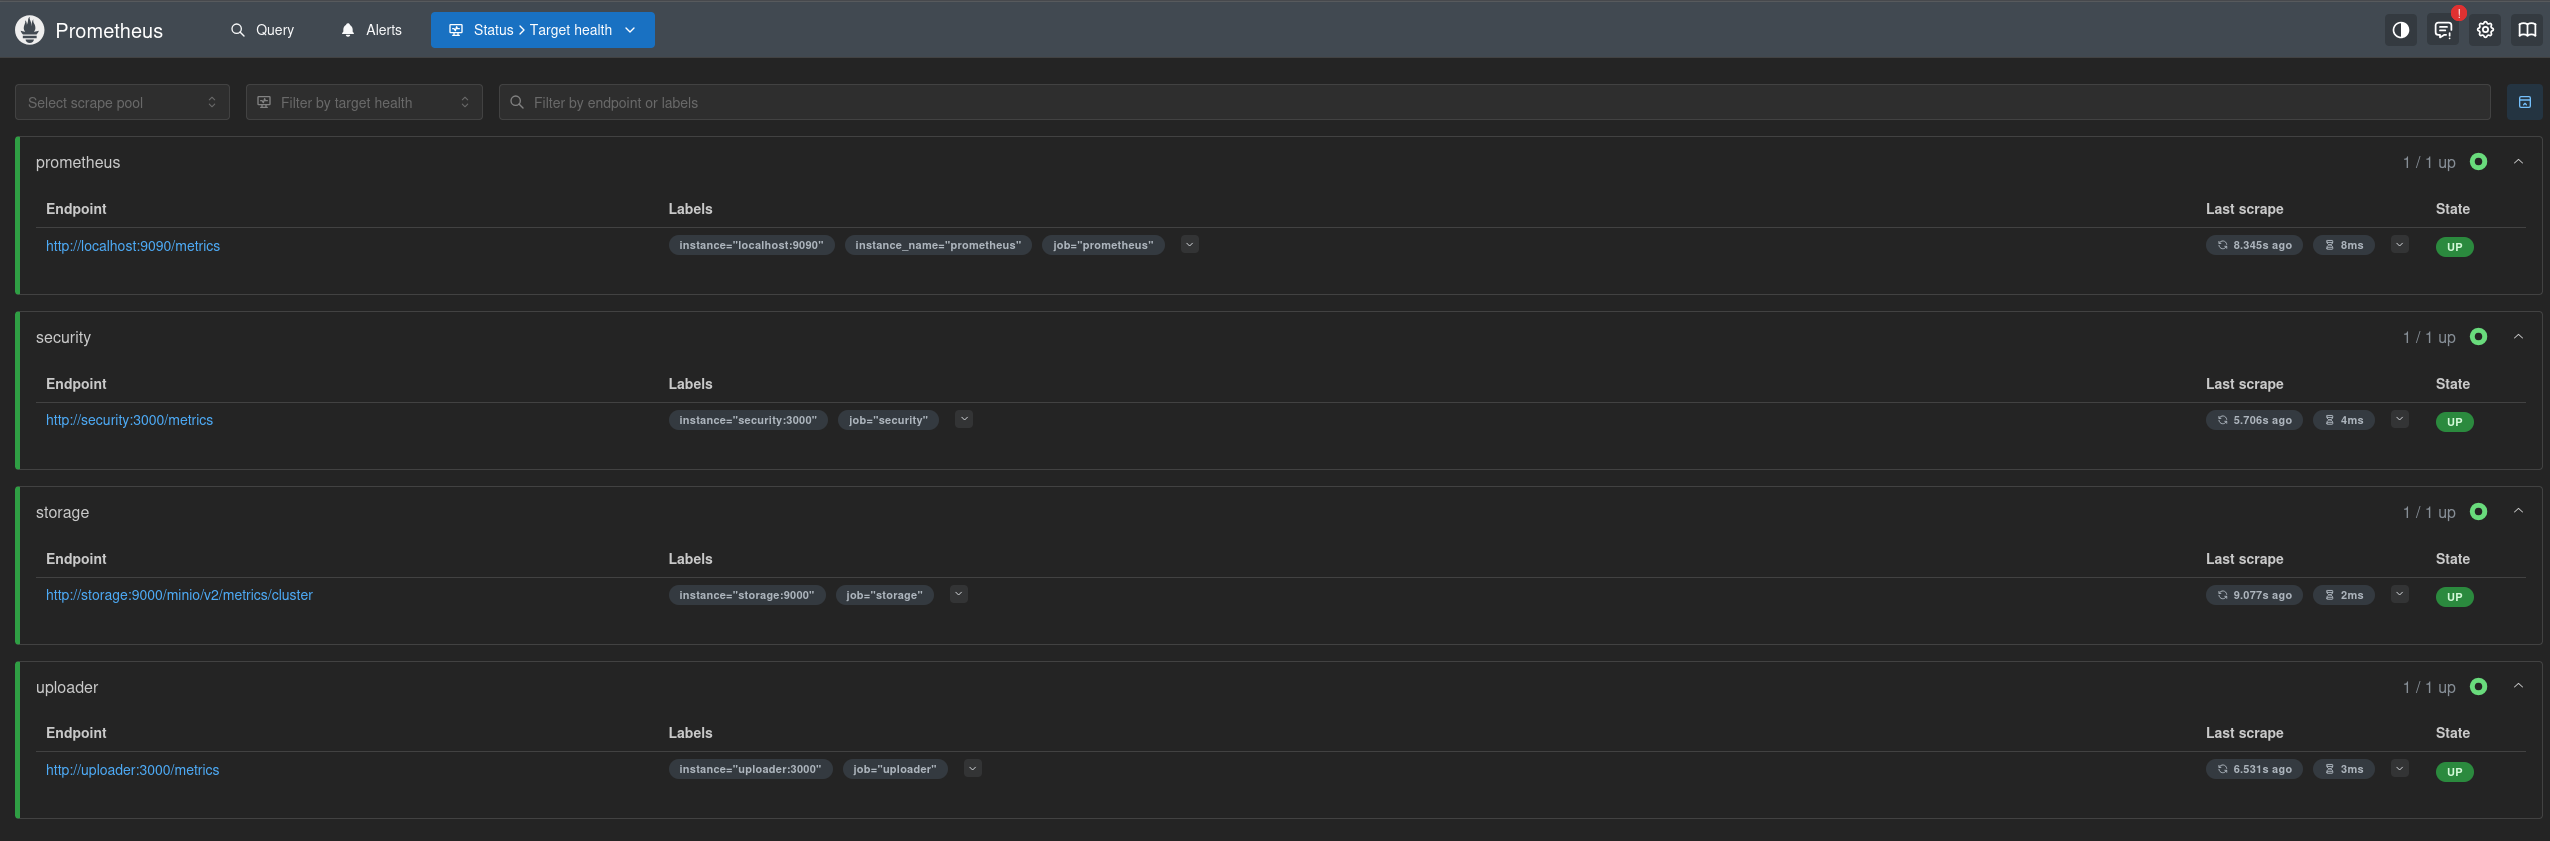 Prometheus Query Alerts Status > Target health !
Select scrape pool Filter by target health Filter by endpoint or labels
prometheus 1 / 1 up
Endpoint Labels Last scrape State
http://localhost:9090/metrics instance="localhost:9090" instance_name="prometheus" job="prometheus" 8.345s ago 8ms UP
security 1 / 1 up
Endpoint Labels Last scrape State
http://security:3000/metrics instance="security:3000" job="security" 5.706s ago 4ms UP
storage 1 / 1 up
Endpoint Labels Last scrape State
http://storage:9000/minio/v2/metrics/cluster instance="storage:9000" job="storage" 9.077s ago 2ms UP
uploader 1 / 1 up
Endpoint Labels Last scrape State
http://uploader:3000/metrics instance="uploader:3000" job="uploader" 6.531s ago 3ms UP